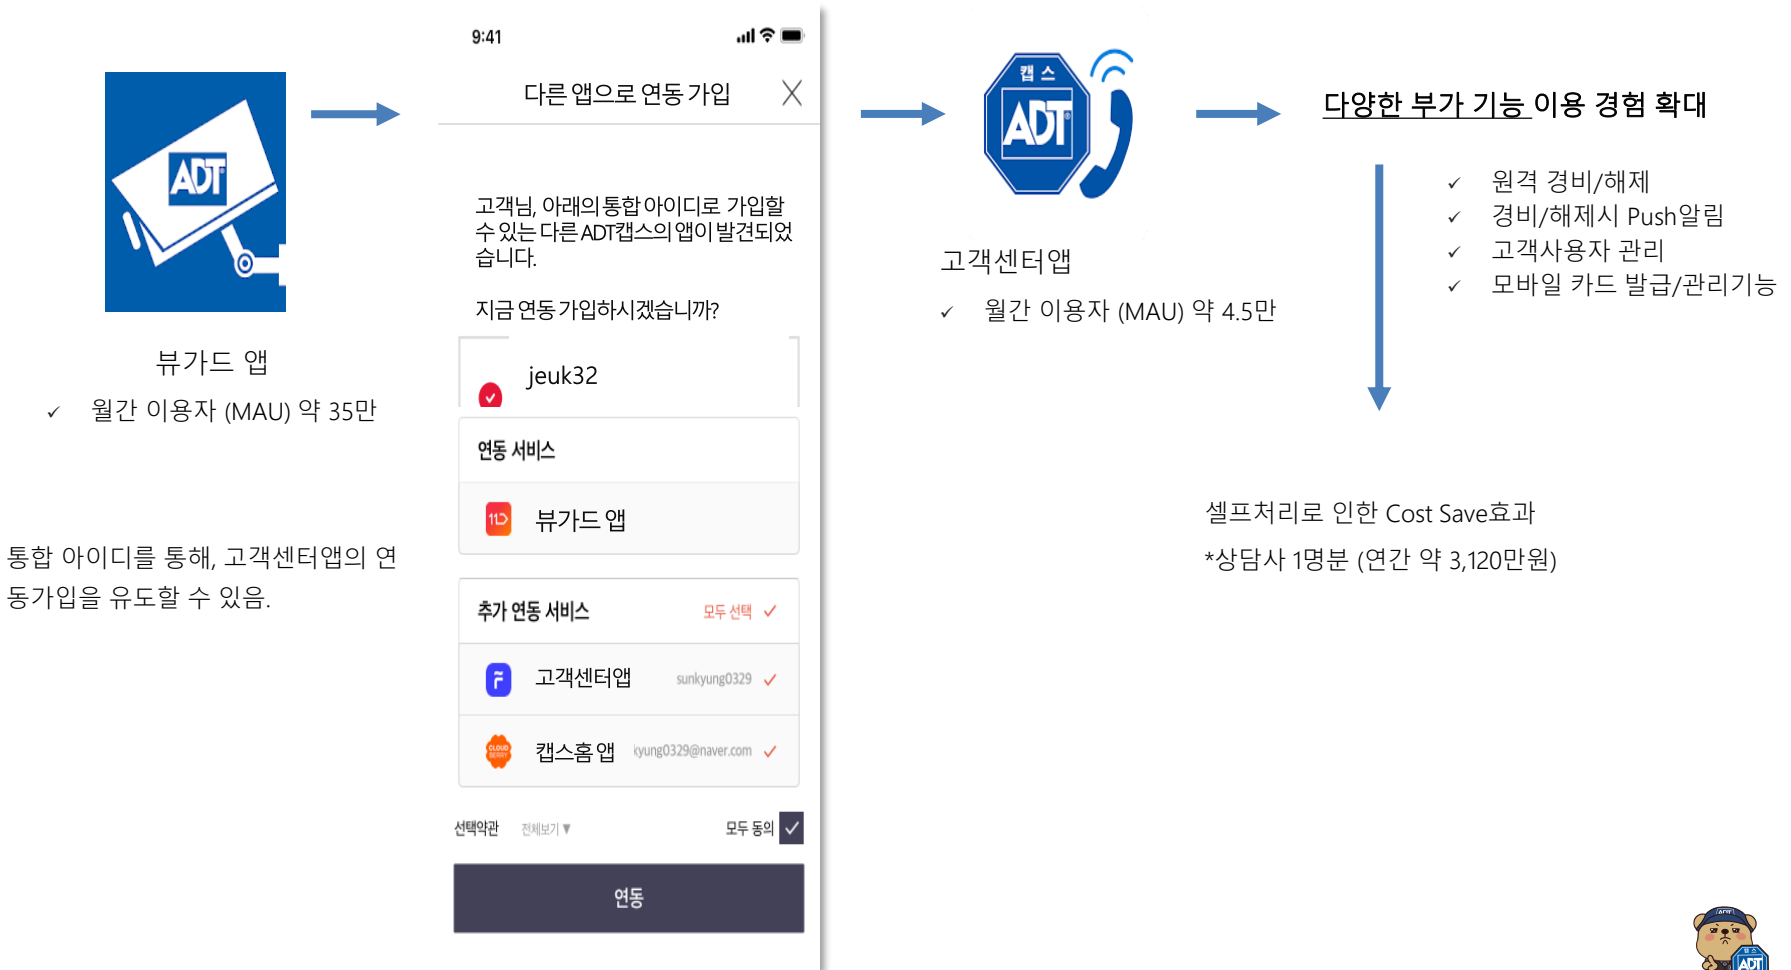 ADT
뷰가드 앱
✓ 월간 이용자 (MAU) 약 35만
통합 아이디를 통해, 고객센터앱의 연
동가입을 유도할 수 있음.
9:41
다른 앱으로 연동 가입
고객님, 아래의 통합 아이디로 가입할
수 있는 다른 ADT캡스의 앱이 발견되었
습니다.
지금 연동 가입하시겠습니까?
jeuk32
연동 서비스
뷰가드 앱
추가 연동 서비스 모두 선택
고객센터앱 sunkyung0329
CLOUD
BERRY
캡스홈 앱 kyung0329@naver.com
선택약관 전체보기▼ 모두 동의
연동
캡스
ADT
고객센터앱
✓ 월간 이용자 (MAU) 약 4.5만
다양한 부가 기능 이용 경험 확대
✓ 원격 경비/해제
✓ 경비/해제시 Push알림
✓ 고객사용자 관리
✓ 모바일 카드 발급/관리기능
셀프처리로 인한 Cost Save효과
*상담사 1명분 (연간 약 3,120만원)
ADT
캡스
ADT